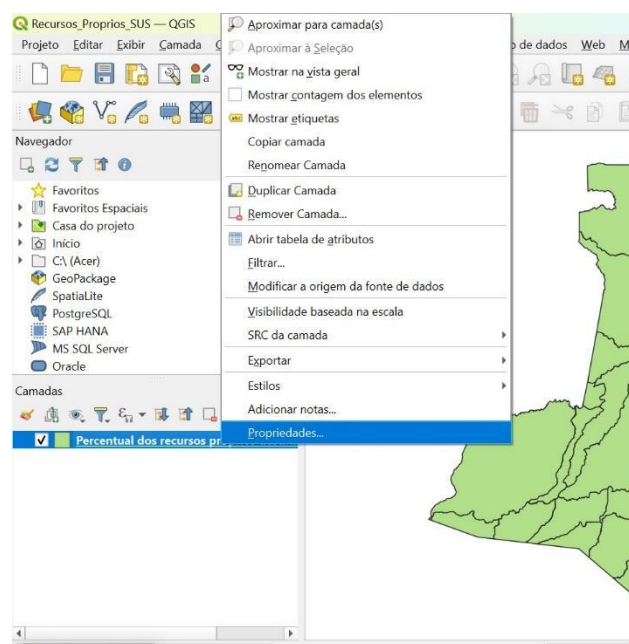 Recursos_Proprios_SUS — QGIS
Projeto Editar Exibir Camada
o de dados Web M
Navegador
Favoritos
Favoritos Espaciais
Casa do projeto
Início
C:\ (Acer)
GeoPackage
SpatiaLite
PostgreSQL
SAP HANA
MS SQL Server
Oracle
Camadas
Percentual dos recursos
Aproximar para camada(s)
Aproximar à Seleção
Mostrar na vista geral
Mostrar contagem dos elementos
Mostrar etiquetas
Copiar camada
Renomear Camada
Duplicar Camada
Remover Camada...
Abrir tabela de atributos
Filtrar...
Modificar a origem da fonte de dados
Visibilidade baseada na escala
SRC da camada
Exportar
Estilos
Adicionar notas...
Propriedades...